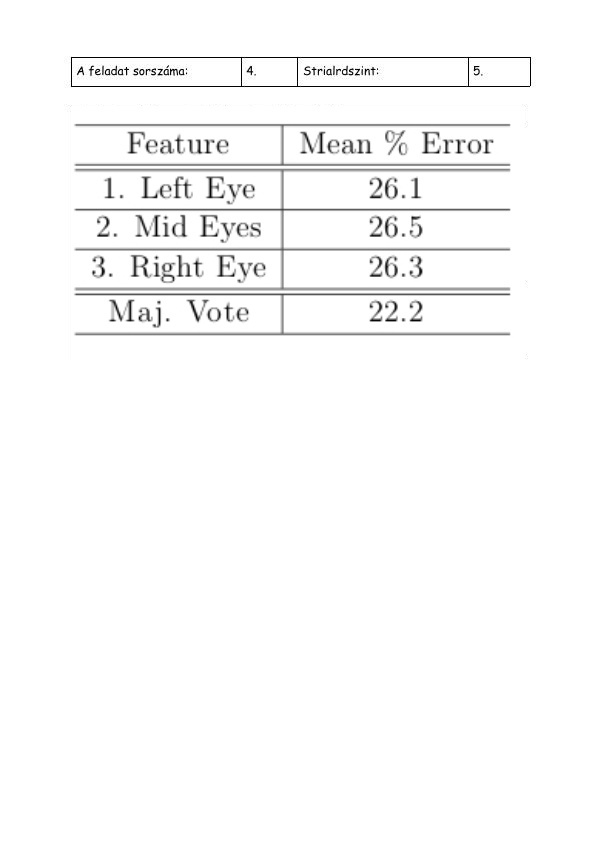 A feladat sorszáma: 4. Strialrdszint: 5.
Feature Mean % Error
1. Left Eye 26.1
2. Mid Eyes 26.5
3. Right Eye 26.3
Maj. Vote 22.2